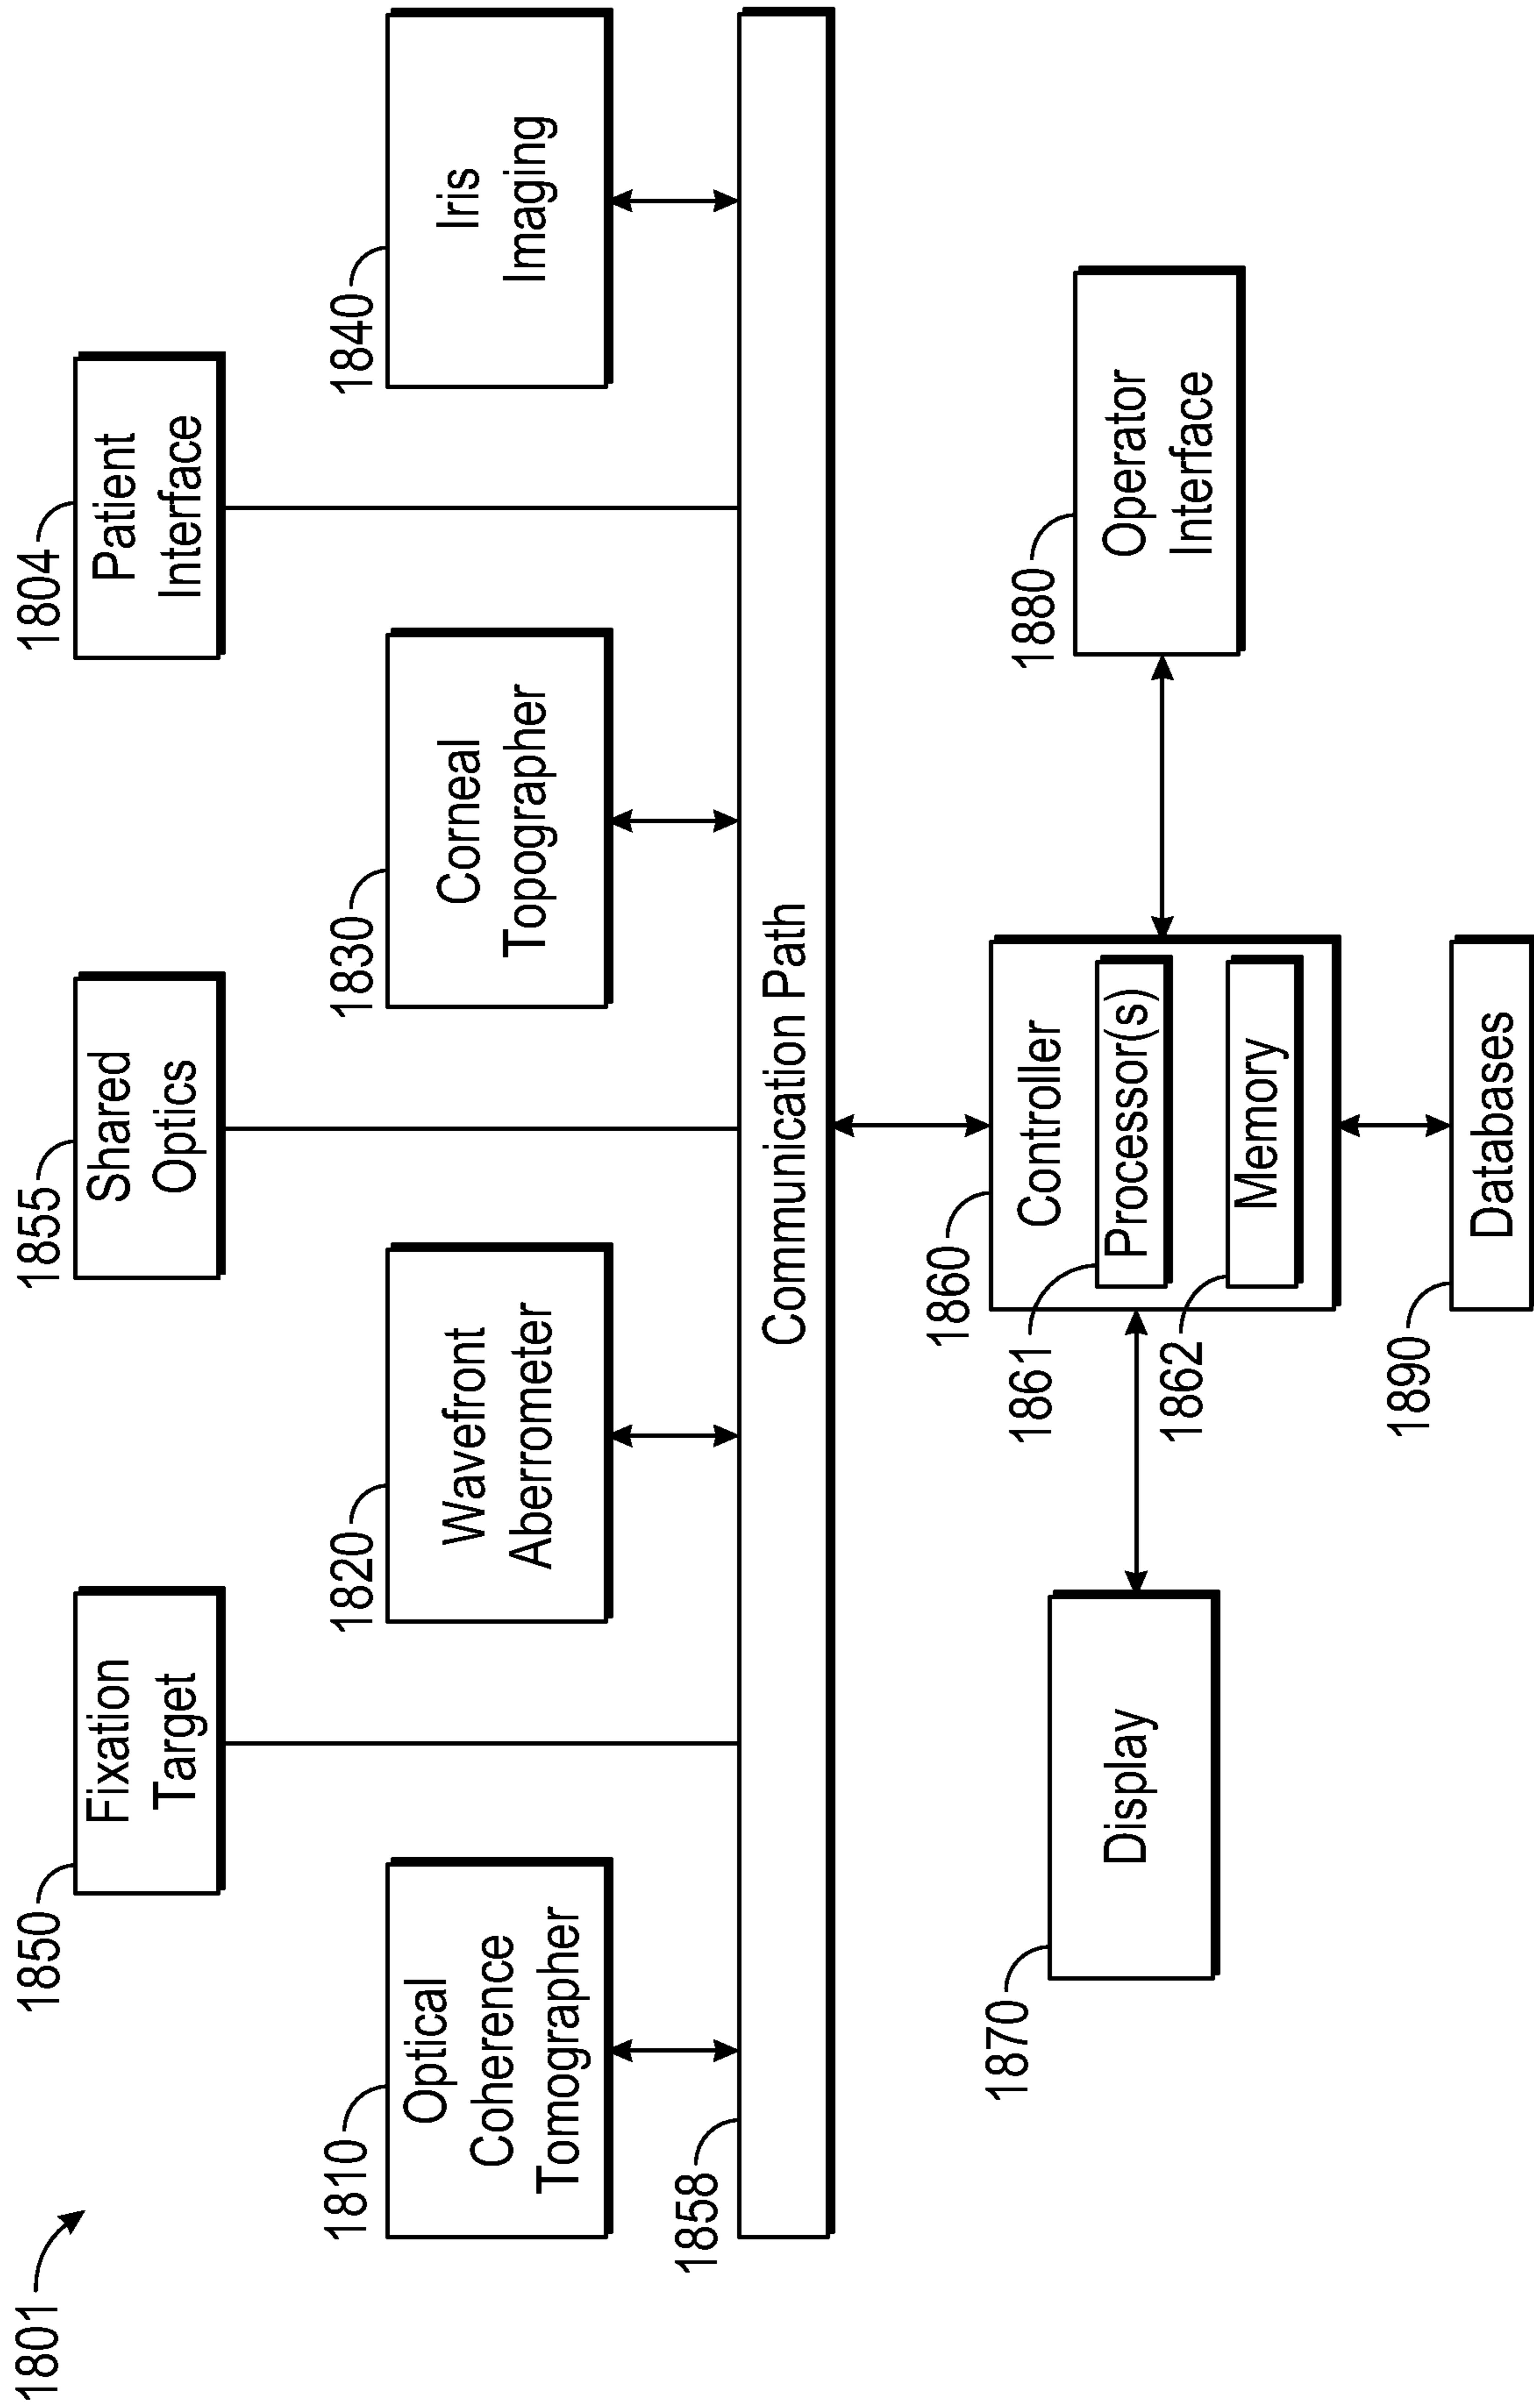 1801
1850
Fixation
Target
1855
Shared
Optics
1804
Patient
Interface
1810
Optical
Coherence
Tomographer
1820
Wavefront
Aberrometer
1830
Corneal
Topographer
1840
Iris
Imaging
1858
Communication Path
1870
Display
1860
Controller
1861
Processor(s)
1862
Memory
1880
Operator
Interface
1890
Databases